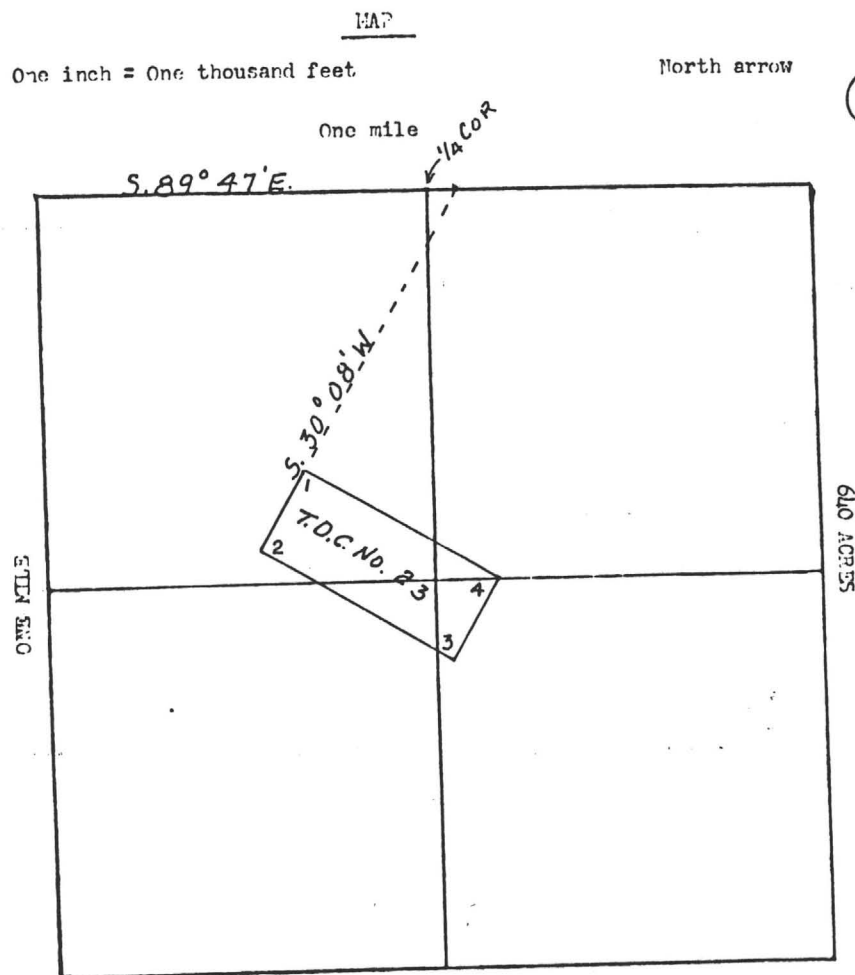 MAP
One inch = One thousand feet
North arrow
One mile
1/4 COR
S. 89° 47' E.
S. 30° 08' W
1
T.D.C. No. 23
2
4
3
ONE MILE
640 ACRES